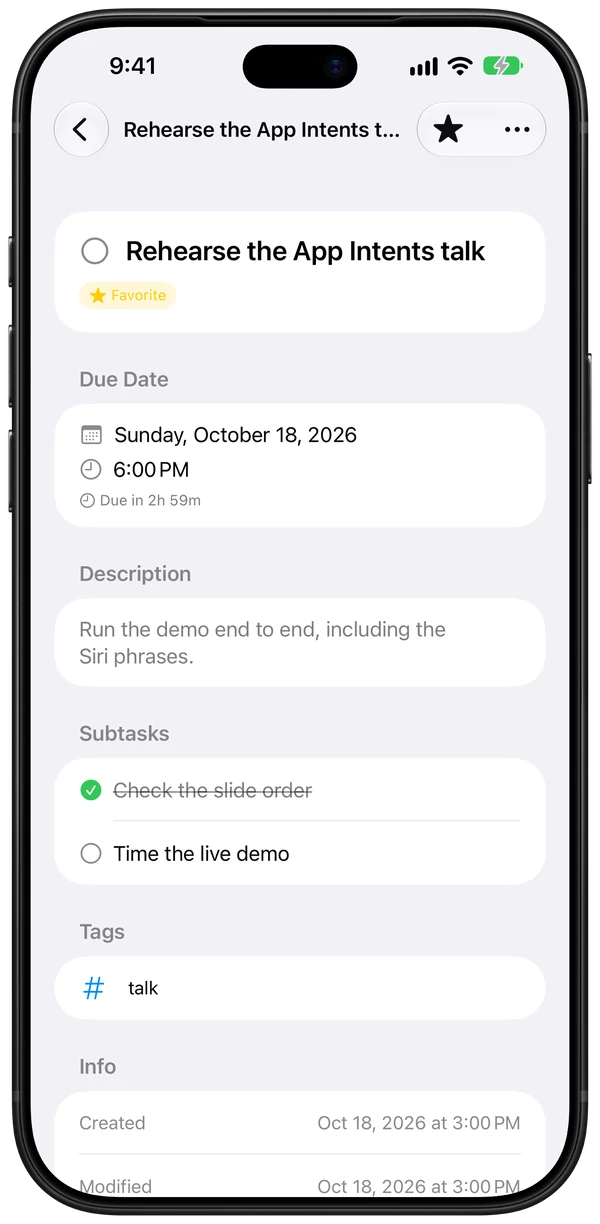 9:41
Rehearse the App Intents t...
Rehearse the App Intents talk
Favorite
Due Date
Sunday, October 18, 2026
6:00 PM
Due in 2h 59m
Description
Run the demo end to end, including the
Siri phrases.
Subtasks
Check the slide order
Time the live demo
Tags
# talk
Info
Created Oct 18, 2026 at 3:00 PM
Modified Oct 18, 2026 at 3:00 PM